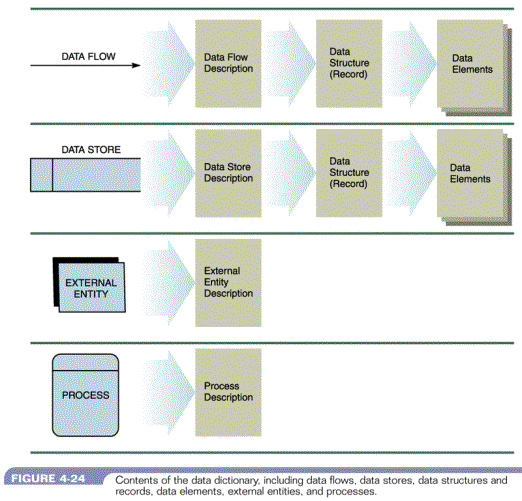 DATA FLOW
Data Flow
Description
Data
Structure
(Record)
Data
Elements
DATA STORE
Data Store
Description
Data
Structure
(Record)
Data
Elements
EXTERNAL
ENTITY
External
Entity
Description
PROCESS
Process
Description
FIGURE 4-24
Contents of the data dictionary, including data flows, data stores, data structures and
records, data elements, external entities, and processes.